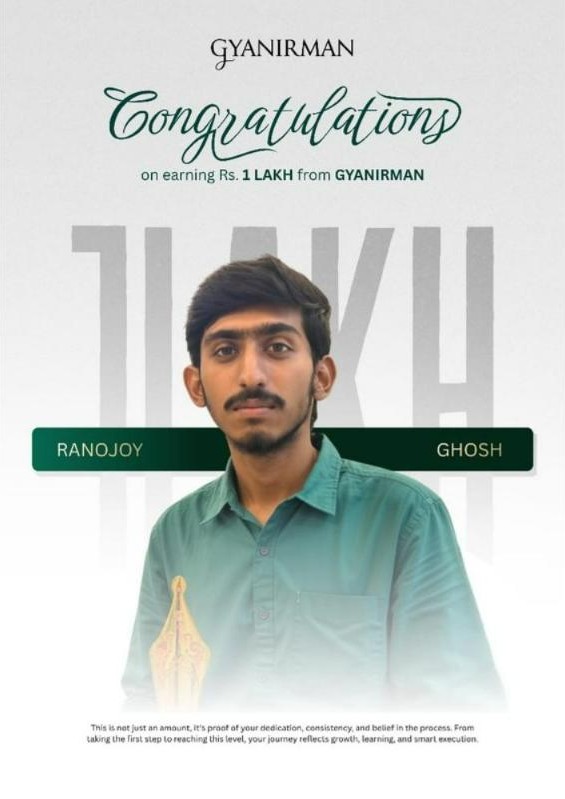 GYANIRMAN
Congratulations
on earning Rs. 1 LAKH from GYANIRMAN
1 LAKH
RANOJOY GHOSH
This is not just an amount, it's proof of your dedication, consistency, and belief in the process. From
taking the first step to reaching this level, your journey reflects growth, learning, and smart execution.